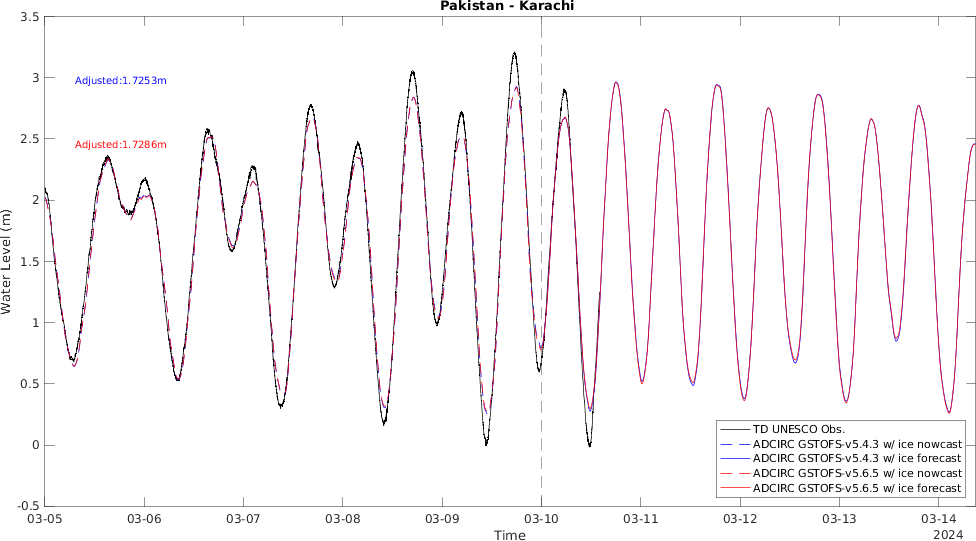 Pakistan - Karachi
3.5
3
2.5
2
1.5
1
0.5
0
-0.5
Water Level (m)
Adjusted:1.7253m
Adjusted:1.7286m
TD UNESCO Obs.
ADCIRC GSTOFS-v5.4.3 w/ ice nowcast
ADCIRC GSTOFS-v5.4.3 w/ ice forecast
ADCIRC GSTOFS-v5.6.5 w/ ice nowcast
ADCIRC GSTOFS-v5.6.5 w/ ice forecast
03-05 03-06 03-07 03-08 03-09 03-10 03-11 03-12 03-13 03-14
2024
Time